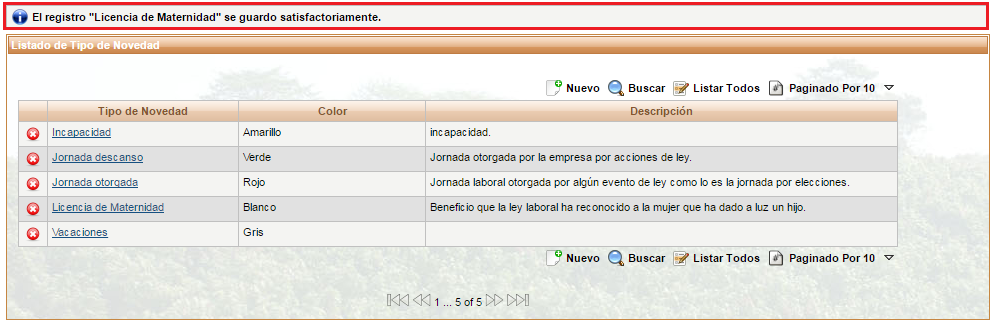 El registro "Licencia de Maternidad" se guardo satisfactoriamente.
Listado de Tipo de Novedad
Nuevo Buscar Listar Todos # Paginado Por 10
Tipo de Novedad Color Descripción
Incapacidad Amarillo incapacidad.
Jornada descanso Verde Jornada otorgada por la empresa por acciones de ley.
Jornada otorgada Rojo Jornada laboral otorgada por algún evento de ley como lo es la jornada por elecciones.
Licencia de Maternidad Blanco Beneficio que la ley laboral ha reconocido a la mujer que ha dado a luz un hijo.
Vacaciones Gris
Nuevo Buscar Listar Todos # Paginado Por 10
1 ... 5 of 5